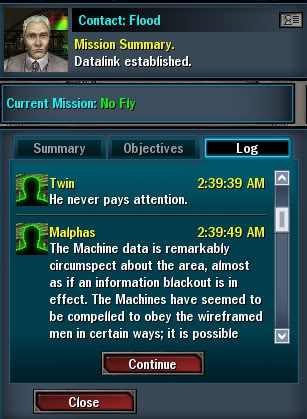 Contact: Flood
Mission Summary.
Datalink established.
Current Mission: No Fly
Summary
Objectives
Log
Twin 2:39:39 AM
He never pays attention.
Malphas 2:39:49 AM
The Machine data is remarkably
circumspect about the area, almost
as if an information blackout is in
effect. The Machines have seemed to
be compelled to obey the wireframed
men in certain ways; it is possible
Continue
Close